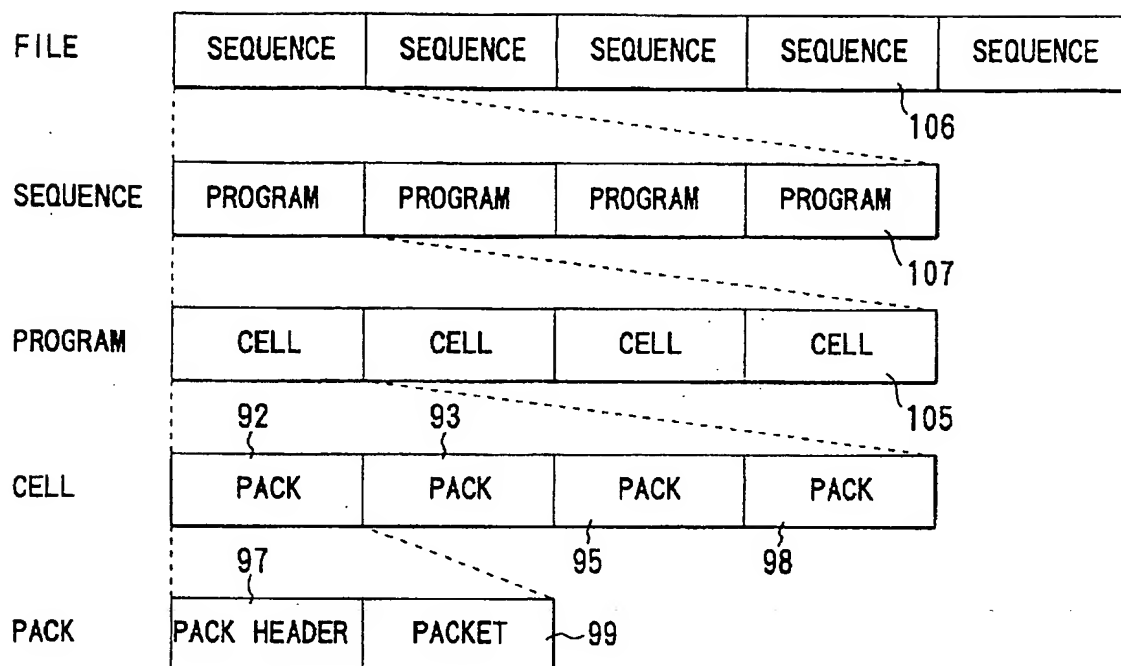 FILE SEQUENCE SEQUENCE SEQUENCE SEQUENCE SEQUENCE
106
SEQUENCE PROGRAM PROGRAM PROGRAM PROGRAM
107
PROGRAM CELL CELL CELL CELL
92 93 105
CELL PACK PACK PACK PACK
97 95 98
PACK PACK HEADER PACKET 99